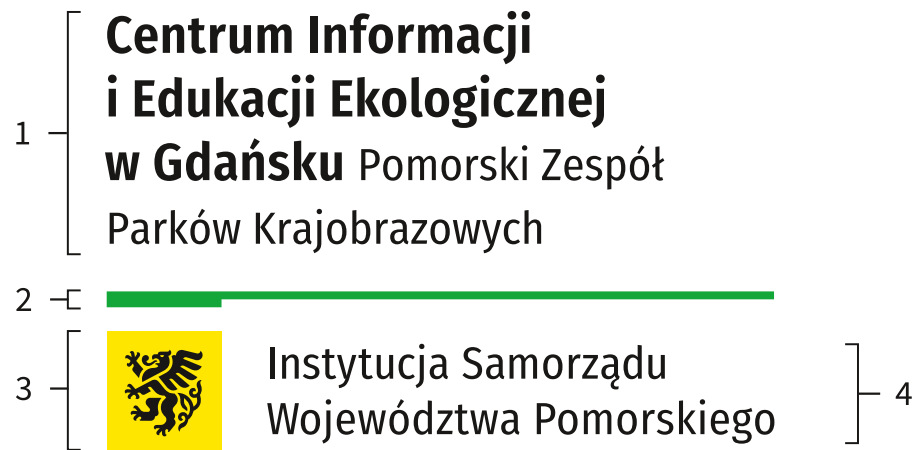 1
Centrum Informacji
i Edukacji Ekologicznej
w Gdańsku Pomorski Zespół
Parków Krajobrazowych
2
3
Instytucja Samorządu
Województwa Pomorskiego
4